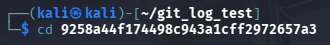 ┌──(kali㉿kali)-[~/git_log_test]
└─$ cd 9258a44f174498c943a1cff2972657a3